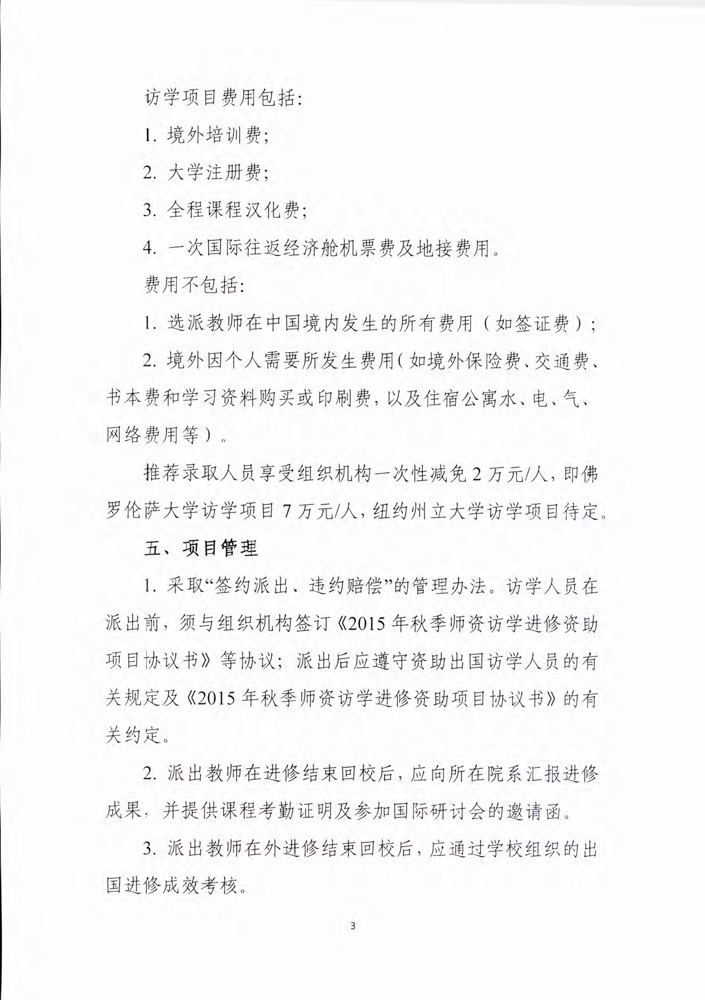 访学项目费用包括：
1. 境外培训费；
2. 大学注册费；
3. 全程课程汉化费；
4. 一次国际往返经济舱机票费及地接费用。
费用不包括：
1. 选派教师在中国境内发生的所有费用（如签证费）；
2. 境外因个人需要所发生费用（如境外保险费、交通费、
书本费和学习资料购买或印刷费，以及住宿公寓水、电、气、
网络费用等）。
推荐录取人员享受组织机构一次性减免 2 万元/人，即佛
罗伦萨大学访学项目 7 万元/人，纽约州立大学访学项目待定。
五、项目管理
1. 采取“签约派出、违约赔偿”的管理办法。访学人员在
派出前，须与组织机构签订《2015 年秋季师资访学进修资助
项目协议书》等协议；派出后应遵守资助出国访学人员的有
关规定及《2015 年秋季师资访学进修资助项目协议书》的有
关约定。
2. 派出教师在进修结束回校后，应向所在院系汇报进修
成果，并提供课程考勤证明及参加国际研讨会的邀请函。
3. 派出教师在外进修结束回校后，应通过学校组织的出
国进修成效考核。
3